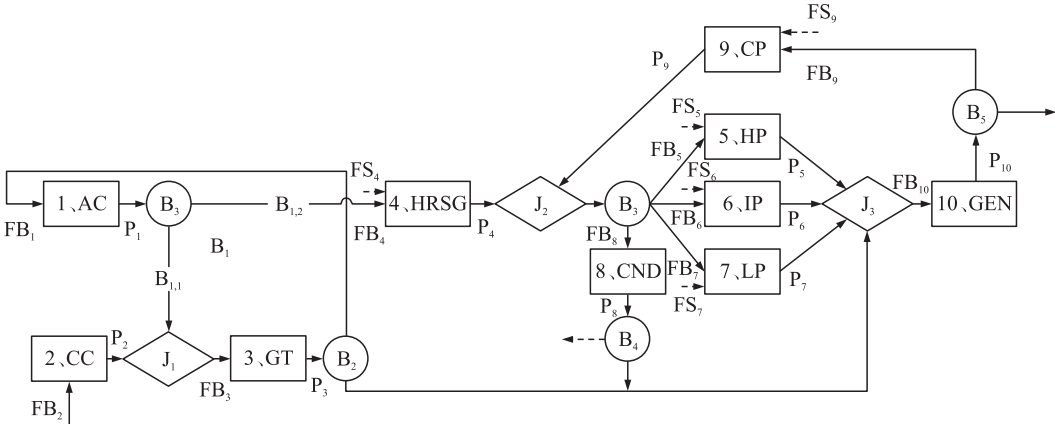 FS₉
9、CP
P₉
FB₉
FS₅
5、HP
B₅
FB₅
P₅
P₁₀
FS₄
FS₆
FB₁₀
1、AC
B₃
B₁,₂
4、HRSG
J₂
B₃
6、IP
J₃
10、GEN
FB₁
P₁
FB₄
P₄
FB₆
P₆
B₁
FB₈
8、CND
FB₇
7、LP
P₇
B₁,₁
P₈
FS₇
P₂
B₄
2、CC
J₁
3、GT
B₂
FB₃
P₃
FB₂